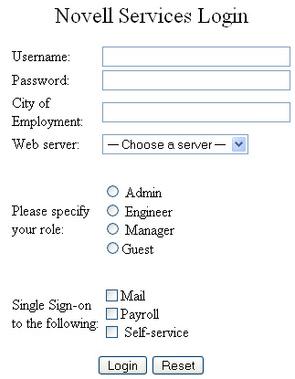 Novell Services Login
Username:
Password:
City of
Employment:
Web server: — Choose a server —
Please specify
your role:
Admin
Engineer
Manager
Guest
Single Sign-on
to the following:
Mail
Payroll
Self-service
Login Reset